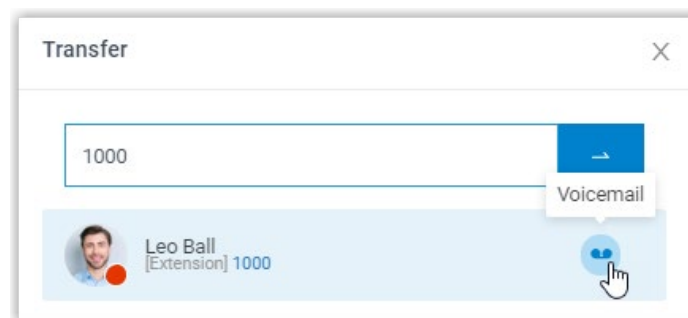 Transfer
1000
Voicemail
Leo Ball
[Extension] 1000